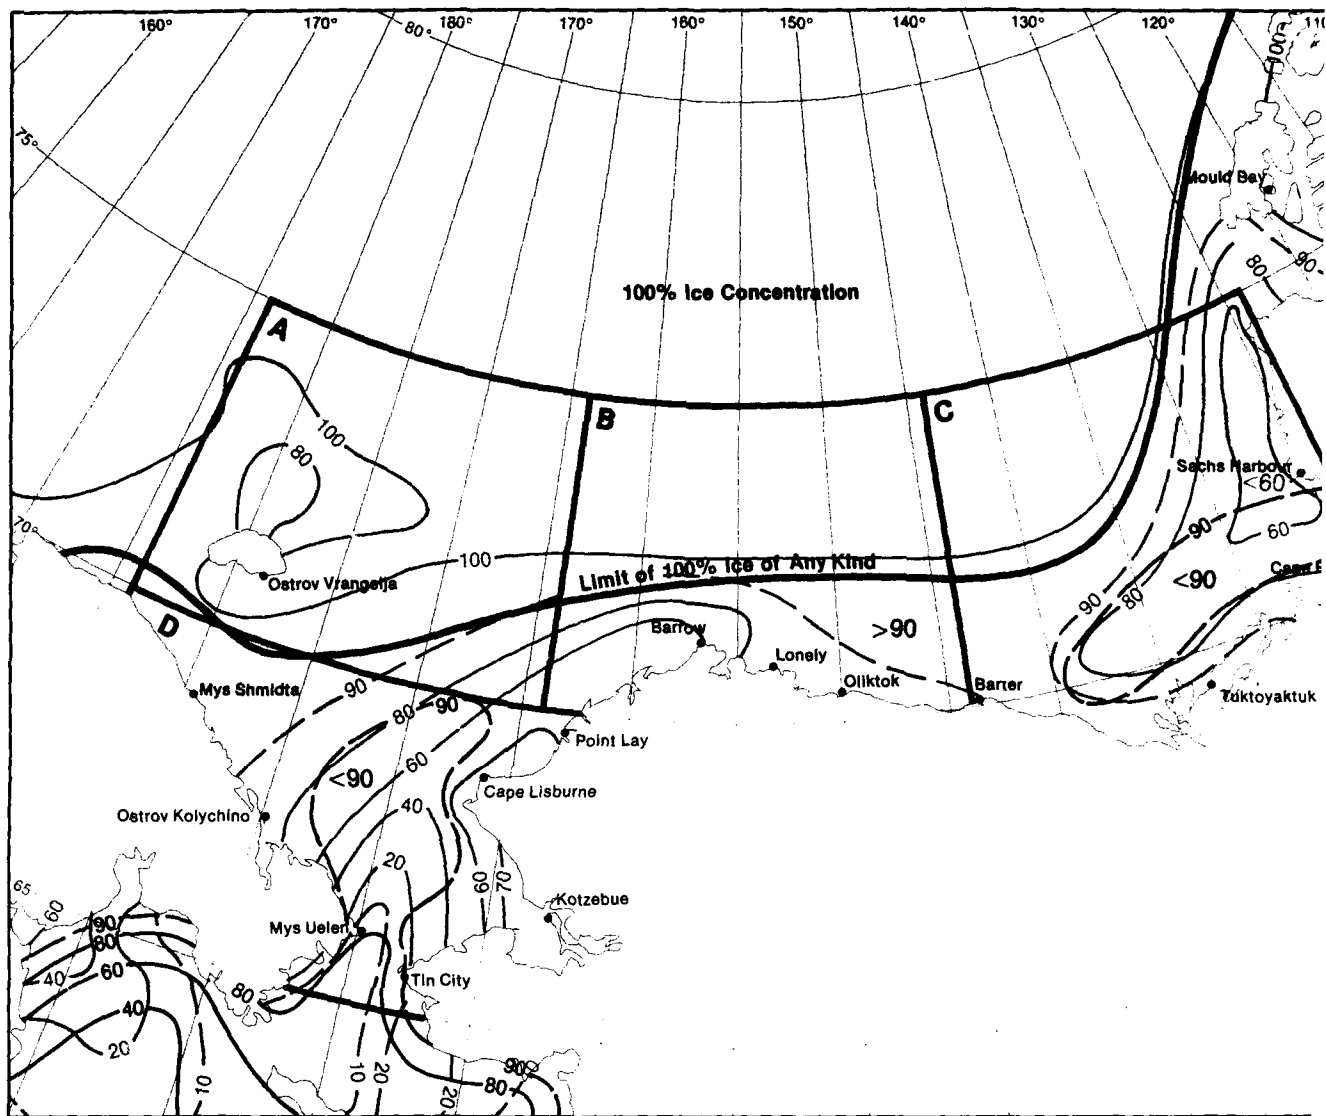 160°
170°
80°
180°
170°
160°
150°
140°
130°
120°
110
100
75°
Mould Bay
90
80
100% Ice Concentration
A
B
C
100
80
Sachs Harbour
<60
60
70°
90
100
Limit of 100% Ice of Any Kind
Ostrov Vrangelja
<90
90
80
D
Barrow
>90
Lonely
Oliktok
Barter
Tuktoyaktuk
Mys Shmidta
90
80
90
Point Lay
60
<90
Cape Lisburne
40
Ostrov Kolychino
20
60
70
65
60
Kotzebue
90
80
Mys Uelen
40
60
Tin City
80
40
20
10
10
20
90
80
20